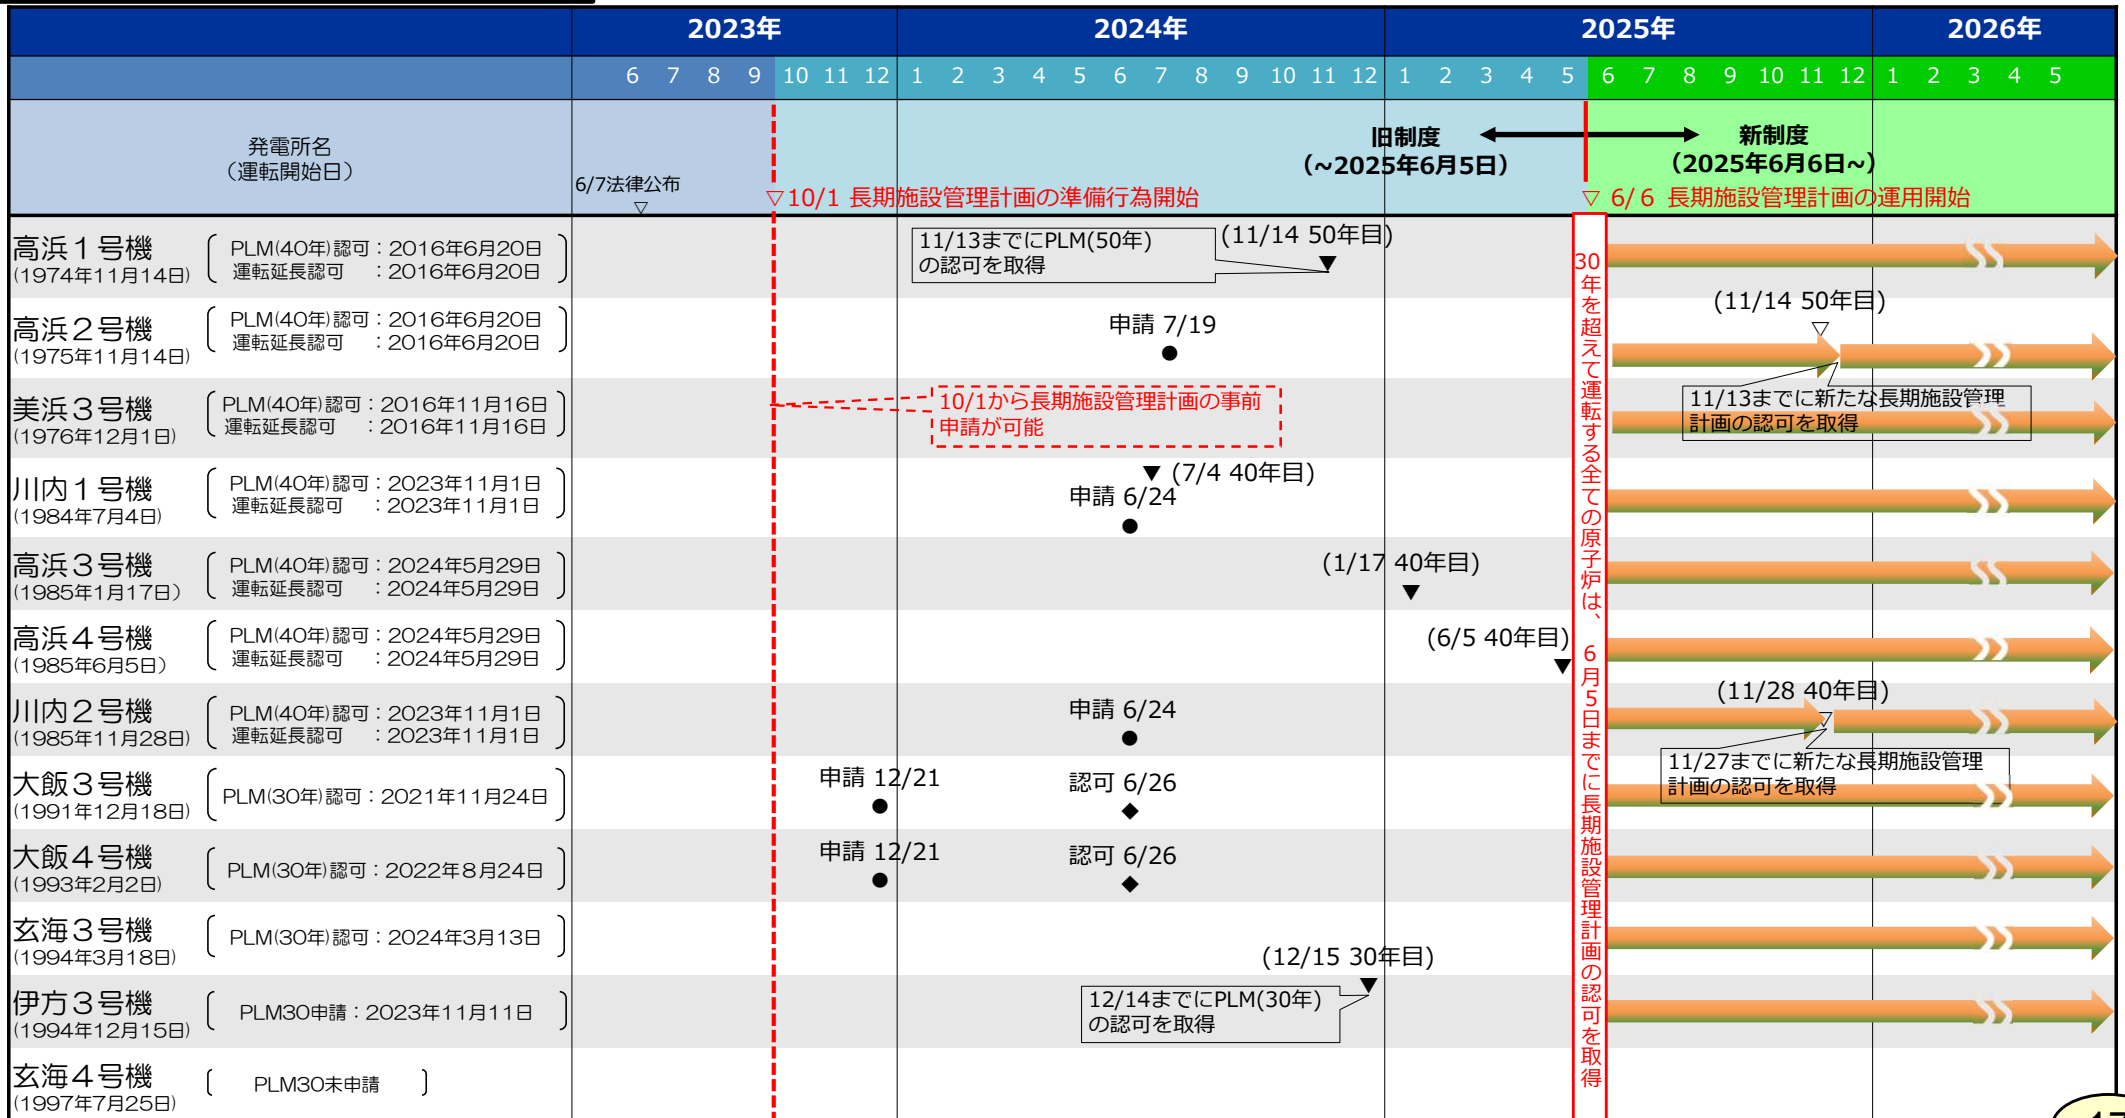 2023年 2024年 2025年 2026年
6 7 8 9 10 11 12 1 2 3 4 5 6 7 8 9 10 11 12 1 2 3 4 5 6 7 8 9 10 11 12 1 2 3 4 5
発電所名
（運転開始日）
6/7法律公布
▽
▽10/1 長期施設管理計画の準備行為開始
旧制度
（~2025年6月5日）
新制度
（2025年6月6日~）
▽ 6/6 長期施設管理計画の運用開始
30年を超えて運転する全ての原子炉は、6月5日までに長期施設管理計画の認可を取得
高浜１号機
(1974年11月14日)
PLM(40年)認可：2016年6月20日
運転延長認可 ：2016年6月20日
11/13までにPLM(50年)
の認可を取得
(11/14 50年目)
▼
高浜２号機
(1975年11月14日)
PLM(40年)認可：2016年6月20日
運転延長認可 ：2016年6月20日
申請 7/19
●
(11/14 50年目)
▽
11/13までに新たな長期施設管理
計画の認可を取得
美浜３号機
(1976年12月1日)
PLM(40年)認可：2016年11月16日
運転延長認可 ：2016年11月16日
10/1から長期施設管理計画の事前
申請が可能
川内１号機
(1984年7月4日)
PLM(40年)認可：2023年11月1日
運転延長認可 ：2023年11月1日
▼ (7/4 40年目)
申請 6/24
●
高浜３号機
(1985年1月17日）
PLM(40年)認可：2024年5月29日
運転延長認可 ：2024年5月29日
(1/17 40年目)
▼
高浜４号機
(1985年6月5日）
PLM(40年)認可：2024年5月29日
運転延長認可 ：2024年5月29日
(6/5 40年目)
▼
川内２号機
(1985年11月28日)
PLM(40年)認可：2023年11月1日
運転延長認可 ：2023年11月1日
申請 6/24
●
(11/28 40年目)
▽
11/27までに新たな長期施設管理
計画の認可を取得
大飯３号機
(1991年12月18日)
PLM(30年)認可：2021年11月24日
申請 12/21
●
認可 6/26
◆
大飯４号機
(1993年2月2日)
PLM(30年)認可：2022年8月24日
申請 12/21
●
認可 6/26
◆
玄海３号機
(1994年3月18日)
PLM(30年)認可：2024年3月13日
伊方３号機
(1994年12月15日)
PLM30申請：2023年11月11日
(12/15 30年目)
▼
12/14までにPLM(30年)
の認可を取得
玄海４号機
(1997年7月25日)
PLM30未申請